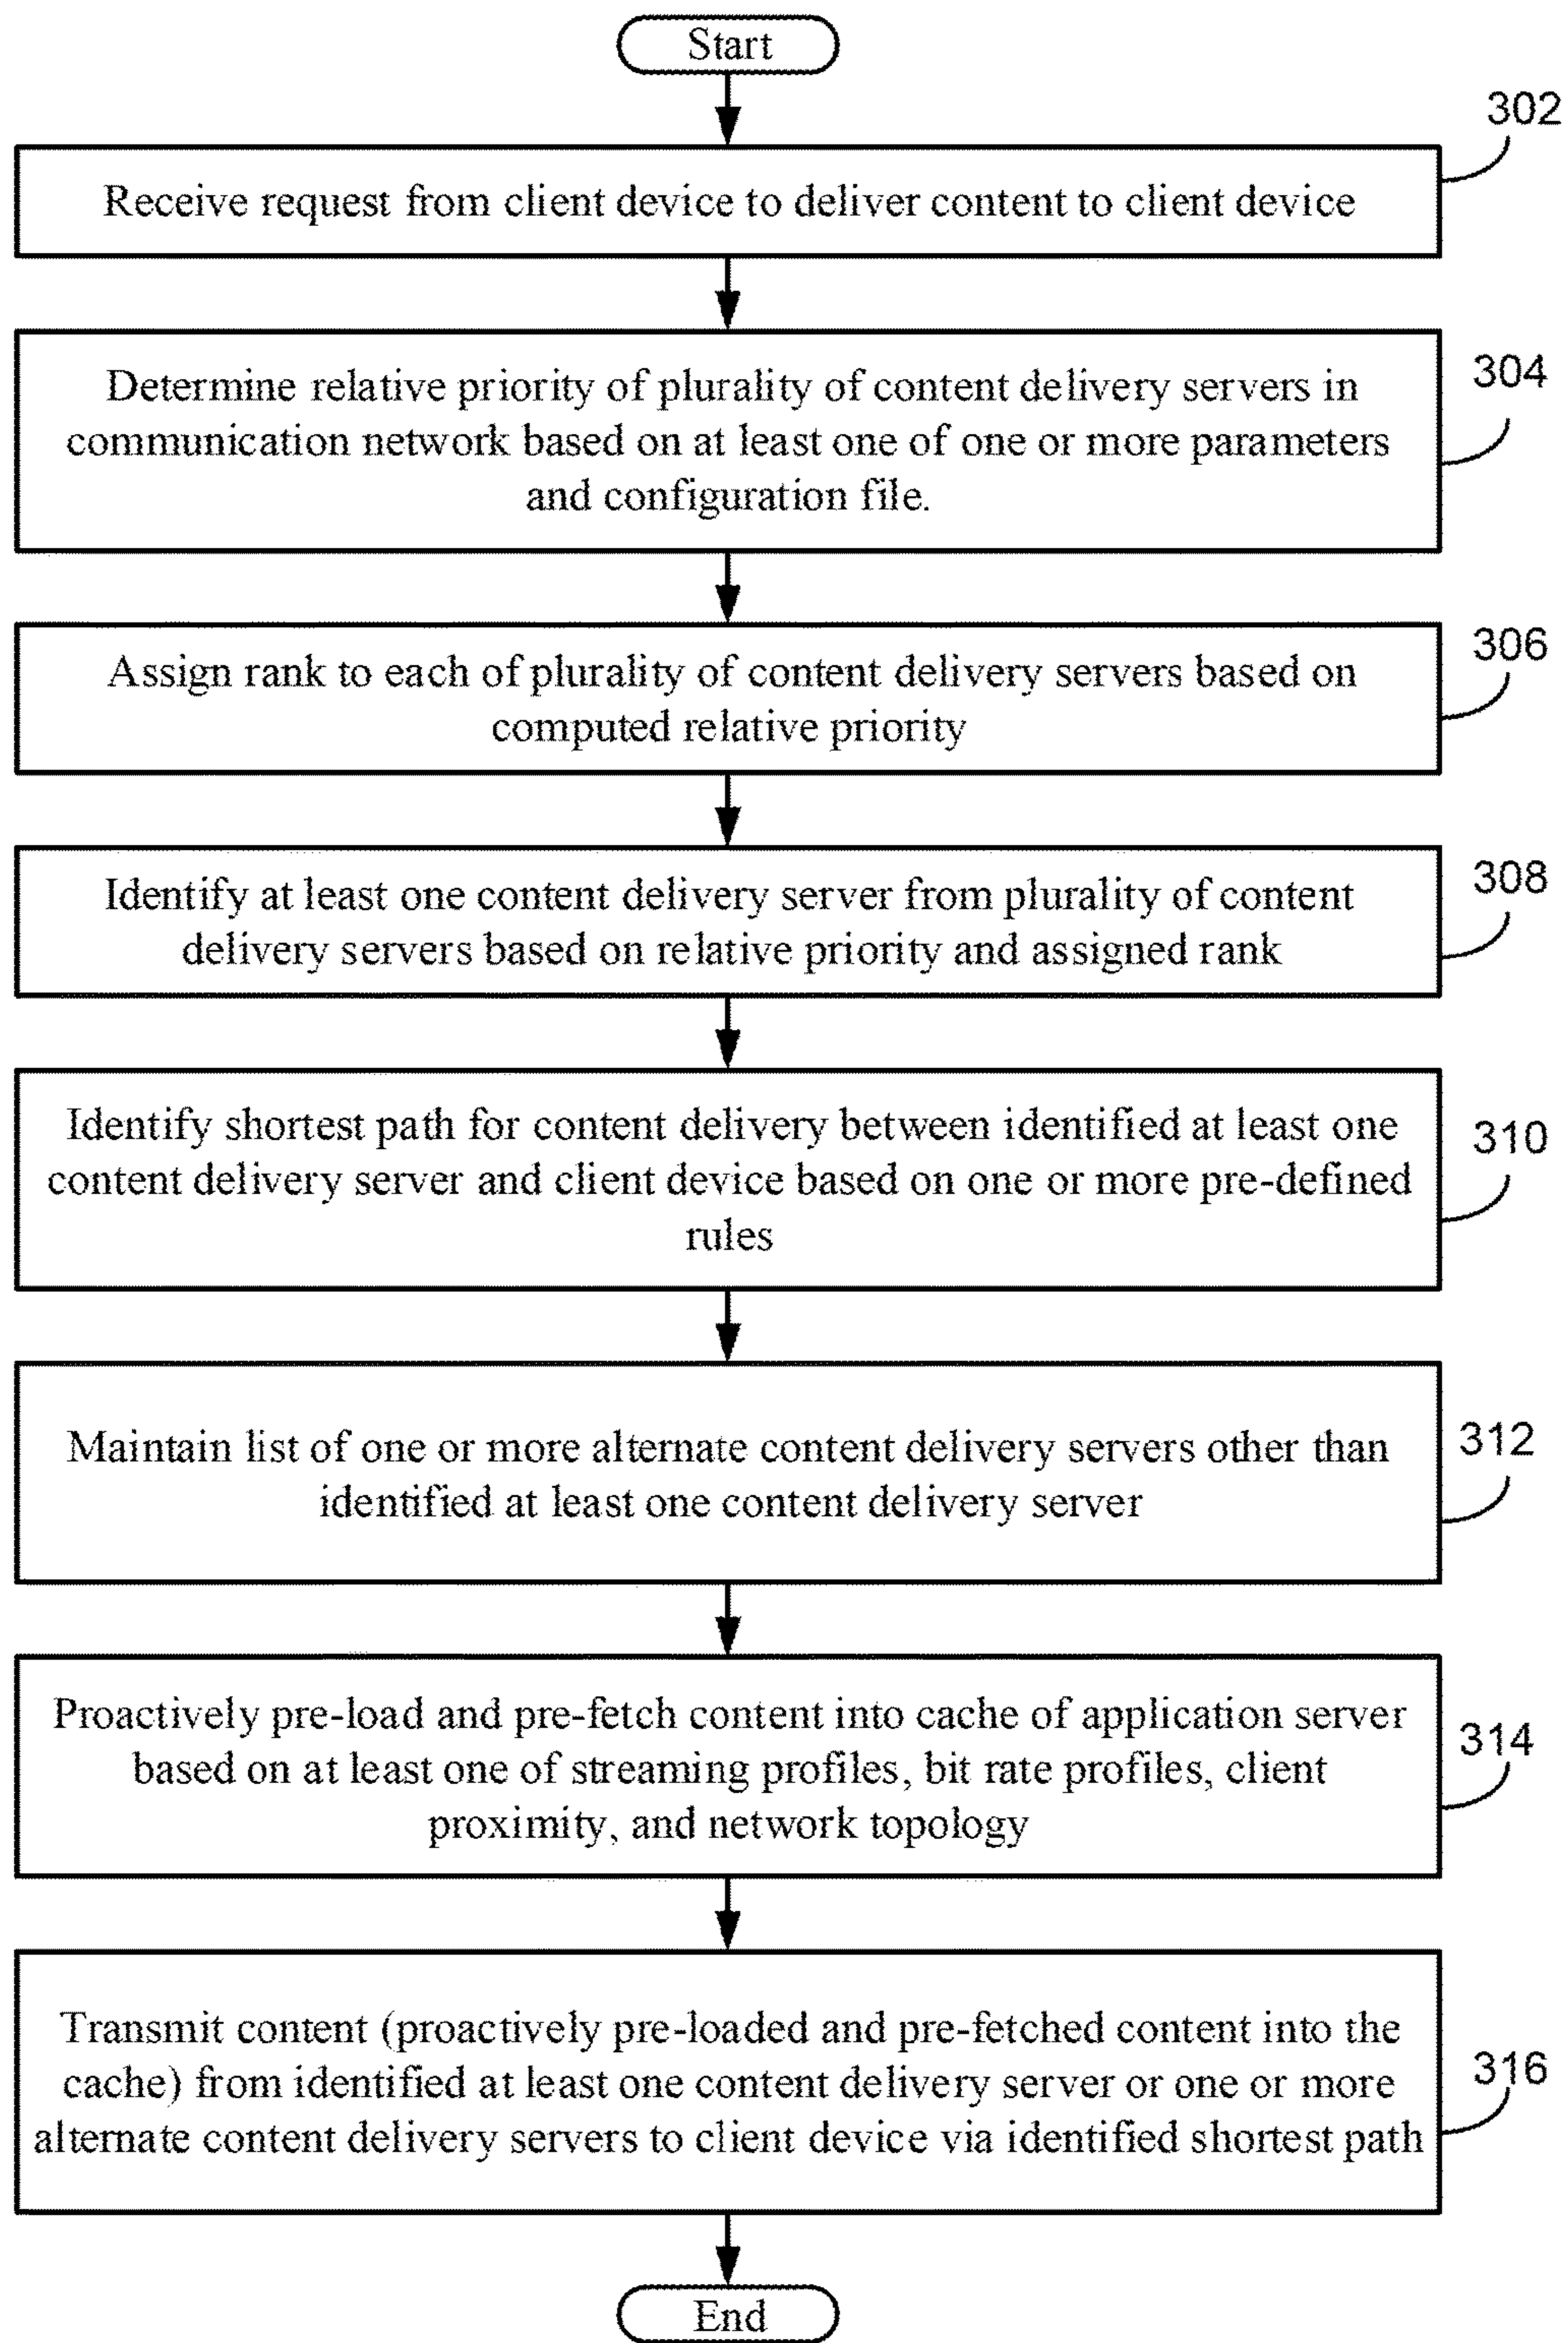 Start
302
Receive request from client device to deliver content to client device
304
Determine relative priority of plurality of content delivery servers in
communication network based on at least one of one or more parameters
and configuration file.
306
Assign rank to each of plurality of content delivery servers based on
computed relative priority
308
Identify at least one content delivery server from plurality of content
delivery servers based on relative priority and assigned rank
310
Identify shortest path for content delivery between identified at least one
content delivery server and client device based on one or more pre-defined
rules
312
Maintain list of one or more alternate content delivery servers other than
identified at least one content delivery server
314
Proactively pre-load and pre-fetch content into cache of application server
based on at least one of streaming profiles, bit rate profiles, client
proximity, and network topology
316
Transmit content (proactively pre-loaded and pre-fetched content into the
cache) from identified at least one content delivery server or one or more
alternate content delivery servers to client device via identified shortest path
End